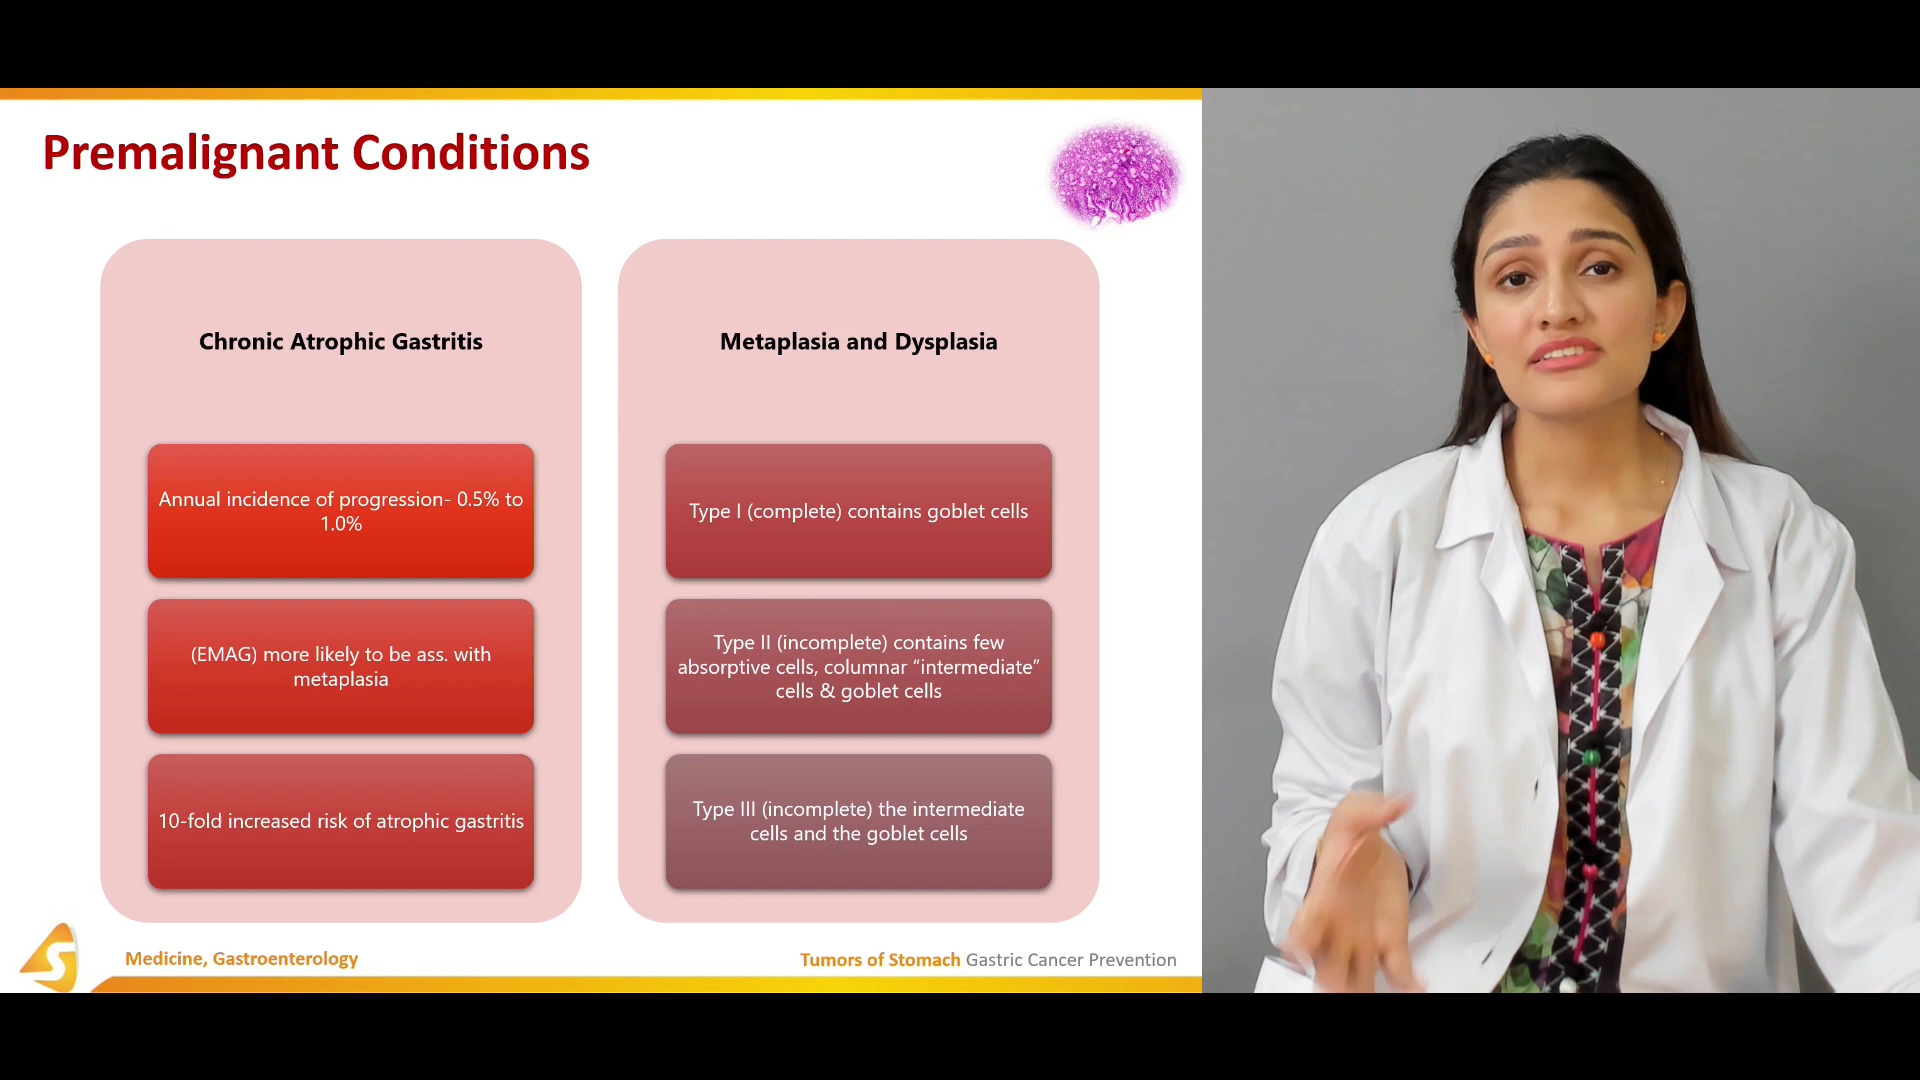 Premalignant Conditions
Chronic Atrophic Gastritis
Annual incidence of progression- 0.5% to
1.0%
(EMAG) more likely to be ass. with
metaplasia
10-fold increased risk of atrophic gastritis
Metaplasia and Dysplasia
Type I (complete) contains goblet cells
Type II (incomplete) contains few
absorptive cells, columnar “intermediate”
cells & goblet cells
Type III (incomplete) the intermediate
cells and the goblet cells
S
Medicine, Gastroenterology
Tumors of Stomach Gastric Cancer Prevention